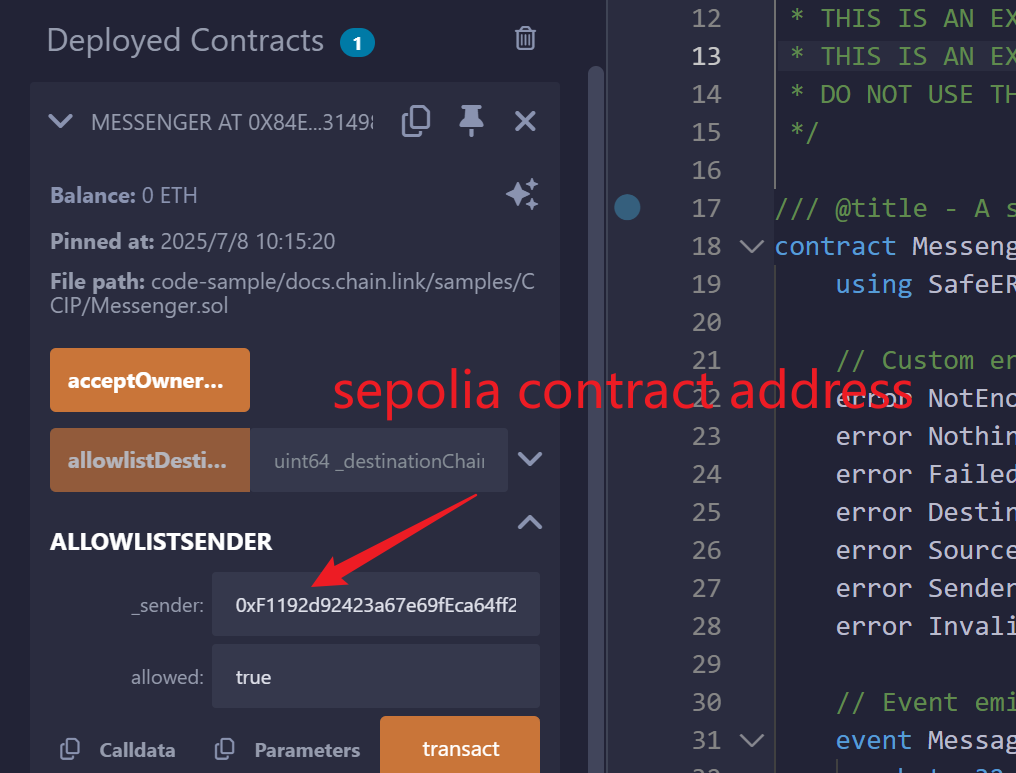 Deployed Contracts 1
MESSENGER AT 0X84E...31498
Balance: 0 ETH
Pinned at: 2025/7/8 10:15:20
File path: code-sample/docs.chain.link/samples/C
CIP/Messenger.sol
acceptOwner...
sepolia contract address
allowlistDesti... uint64 _destinationChai
ALLOWLISTSENDER
_sender: 0xF1192d92423a67e69fEca64ff2
allowed: true
Calldata Parameters transact
12 * THIS IS AN EX
13 * THIS IS AN EX
14 * DO NOT USE TH
15 */
16
17 /// @title - A s
18 contract Messeng
19 using SafeER
20
21 // Custom er
22 error NotEno
23 error Nothin
24 error Failed
25 error Destin
26 error Source
27 error Sender
28 error Invali
29
30 // Event emi
31 event Messag